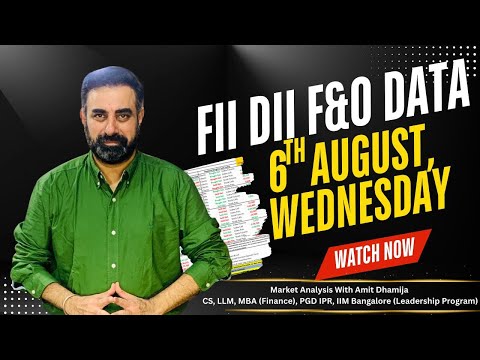 FII DII F&O DATA
6TH AUGUST,
WEDNESDAY
WATCH NOW
Market Analysis With Amit Dhamija
CS, LLM, MBA (Finance), PGD IPR, IIM Bangalore (Leadership Program)